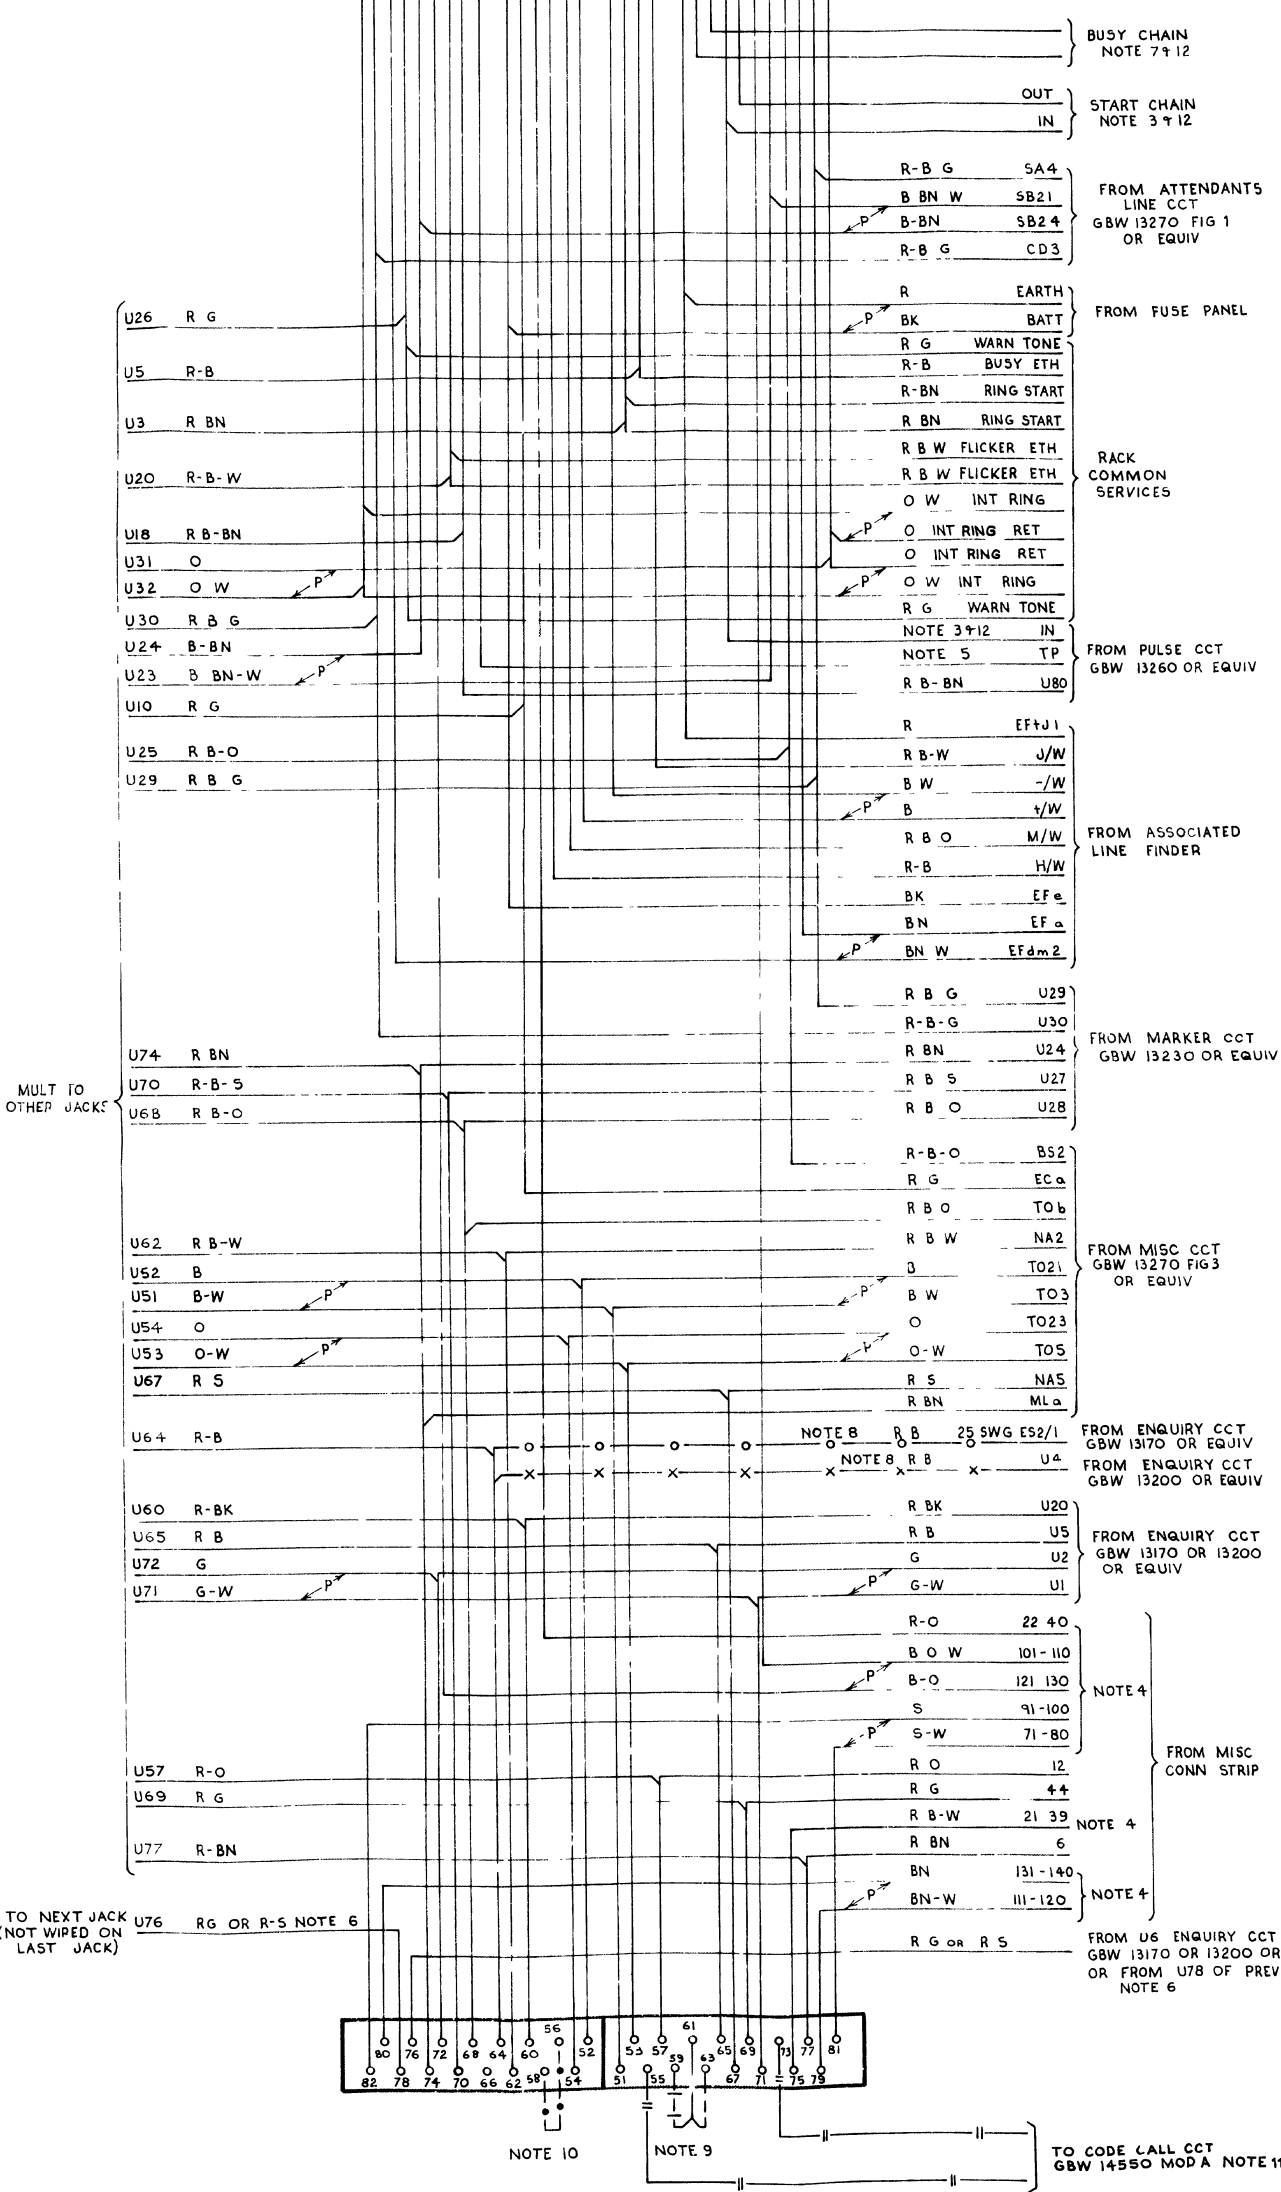 BUSY CHAIN
NOTE 7 & 12
OUT
IN
START CHAIN
NOTE 3 & 12
R-B G SA4
B BN W SB21
P
B-BN SB24
R-B G CD3
FROM ATTENDANTS
LINE CCT
GBW 13270 FIG 1
OR EQUIV
R EARTH
P
BK BATT
FROM FUSE PANEL
R G WARN TONE
R-B BUSY ETH
R-BN RING START
R BN RING START
R B W FLICKER ETH
R B W FLICKER ETH
O W INT RING
P
O INT RING RET
O INT RING RET
P
O W INT RING
R G WARN TONE
RACK
COMMON
SERVICES
NOTE 3 & 12 IN
NOTE 5 TP
R B-BN U80
FROM PULSE CCT
GBW 13260 OR EQUIV
R EF+J1
R B-W J/W
B W -/W
P
B +/W
R B O M/W
R-B H/W
BK EFe
BN EFa
P
BN W EFdm2
FROM ASSOCIATED
LINE FINDER
R B G U29
R-B-G U30
R BN U24
R B S U27
R B O U28
FROM MARKER CCT
GBW 13230 OR EQUIV
R-B-O BS2
R G ECa
R B O TOb
R B W NA2
B TO21
P
B W TO3
O TO23
P
O-W TO5
R S NA5
R BN MLa
FROM MISC CCT
GBW 13270 FIG3
OR EQUIV
NOTE 8 R B 25 SWG ES2/1
FROM ENQUIRY CCT
GBW 13170 OR EQUIV
NOTE 8 R B U4
FROM ENQUIRY CCT
GBW 13200 OR EQUIV
R BK U20
R B U5
G U2
P
G-W U1
FROM ENQUIRY CCT
GBW 13170 OR 13200
OR EQUIV
R-O 22 40
B O W 101-110
P
B-O 121 130
S 91-100
P
S-W 71-80
NOTE 4
R O 12
R G 44
R B-W 21 39 NOTE 4
R BN 6
BN 131-140
P
BN-W 111-120
NOTE 4
FROM MISC
CONN STRIP
R G OR R S
FROM U6 ENQUIRY CCT
GBW 13170 OR 13200 OR
OR FROM U78 OF PREV
NOTE 6
MULT TO
OTHER JACKS
U26 R G
U5 R-B
U3 R BN
U20 R-B-W
U18 R B-BN
U31 O
P
U32 O W
U30 R B G
U24 B-BN
P
U23 B BN-W
U10 R G
U25 R B-O
U29 R B G
U74 R BN
U70 R-B-S
U68 R B-O
U62 R B-W
U52 B
P
U51 B-W
U54 O
P
U53 O-W
U67 R S
U64 R-B
U60 R-BK
U65 R B
U72 G
P
U71 G-W
U57 R-O
U69 R G
U77 R-BN
TO NEXT JACK
(NOT WIRED ON
LAST JACK)
U76 RG OR R-S NOTE 6
80 76 72 68 64 60 56 52 53 57 61 65 69 73 77 81
82 78 74 70 66 62 58 54 51 55 59 63 67 71 75 79
NOTE 10
NOTE 9
TO CODE CALL CCT
GBW 14550 MOD A NOTE 11